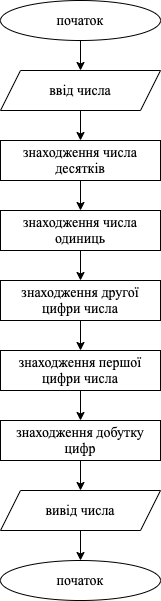 початок
ввід числа
знаходження числа
десятків
знаходження числа
одиниць
знаходження другої
цифри числа
знаходження першої
цифри числа
знаходження добутку
цифр
вивід числа
початок